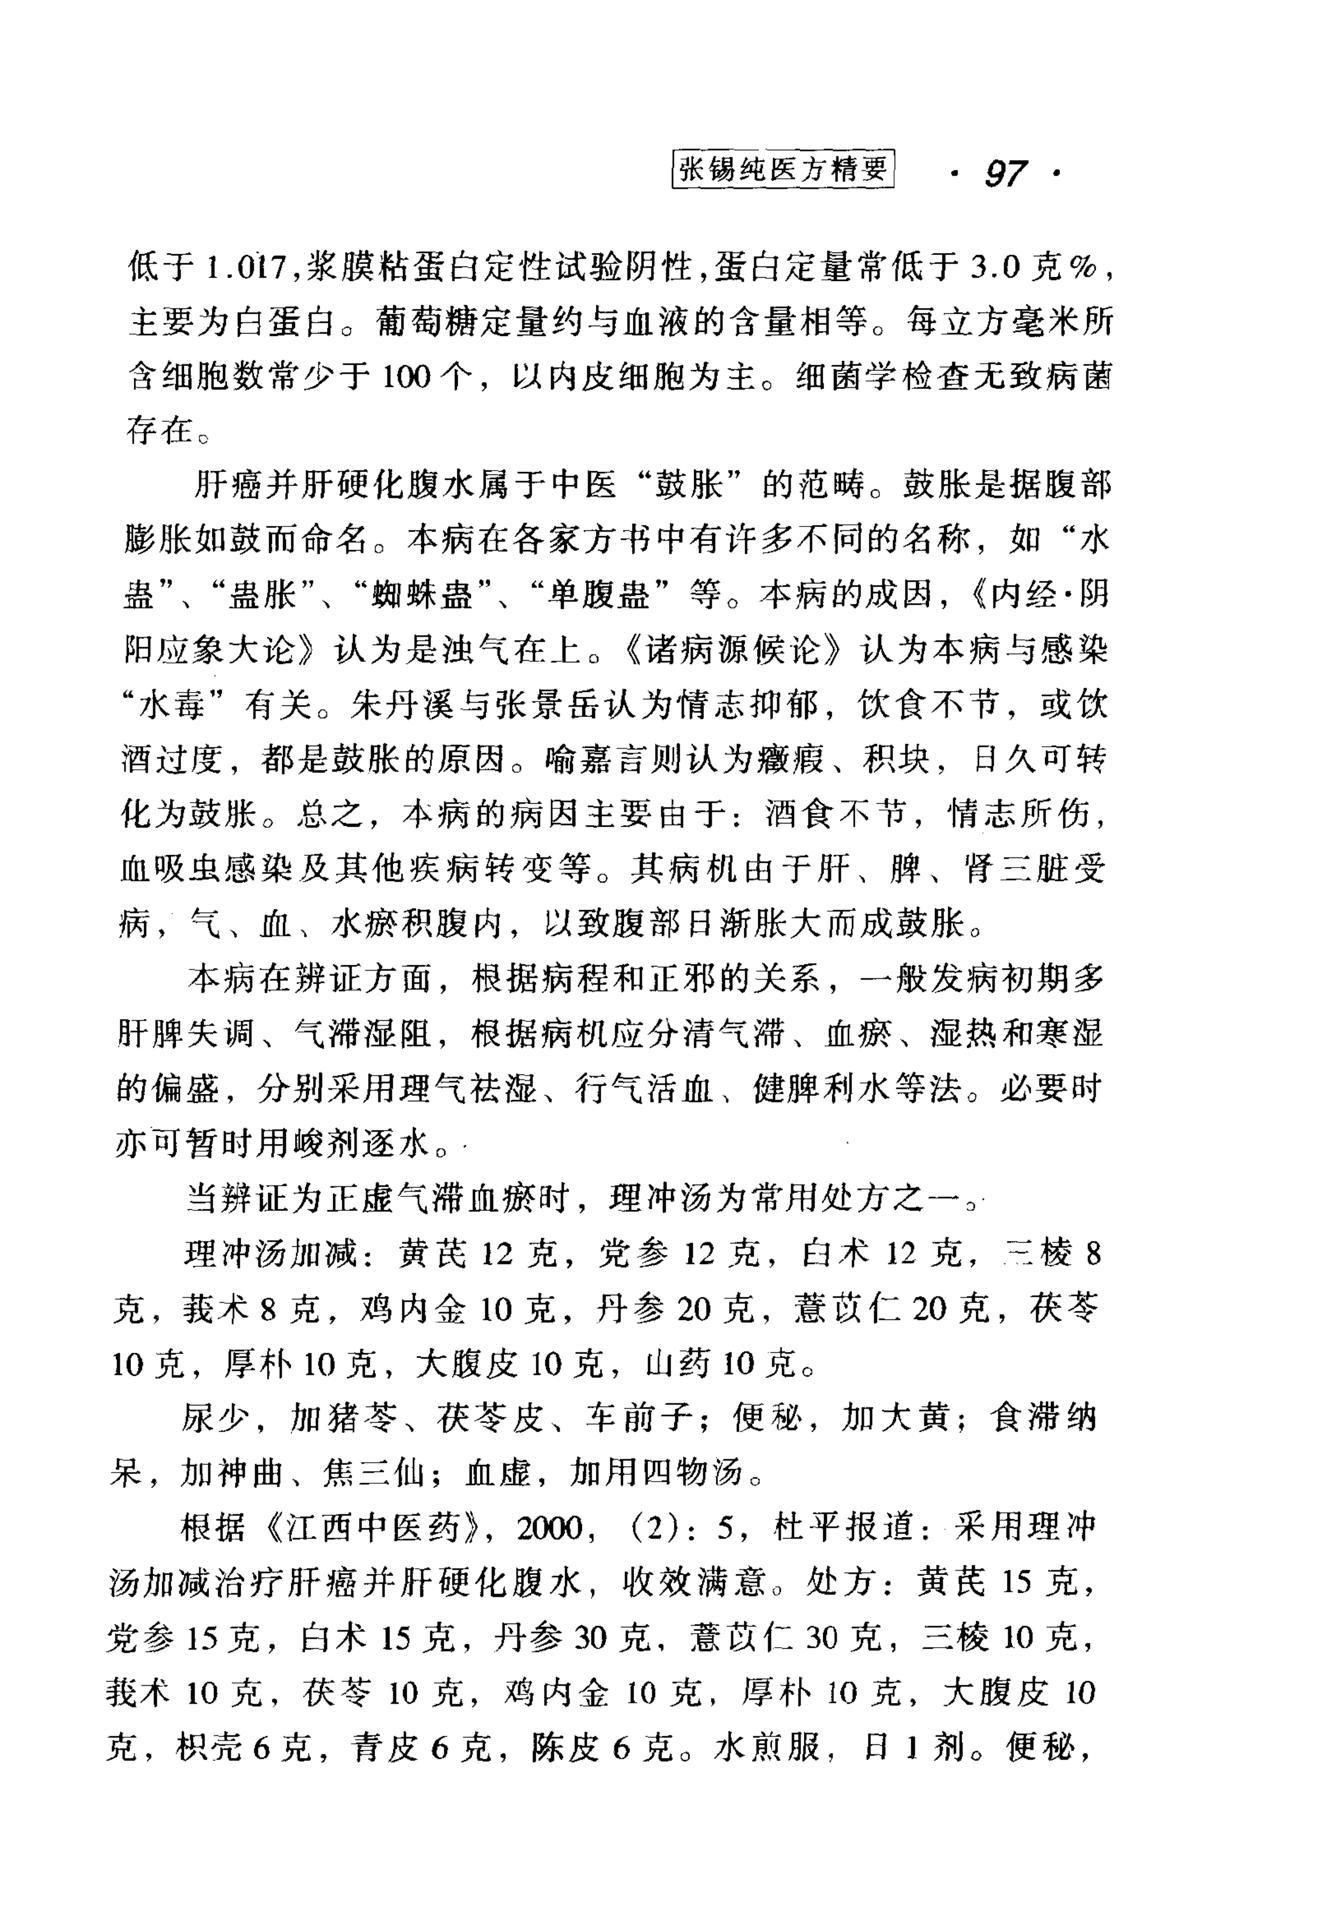 张锡纯医方精要 · 97 ·
低于 1.017,浆膜粘蛋白定性试验阴性,蛋白定量常低于 3.0 克%,
主要为白蛋白。葡萄糖定量约与血液的含量相等。每立方毫米所
含细胞数常少于 100 个，以内皮细胞为主。细菌学检查无致病菌
存在。
肝癌并肝硬化腹水属于中医“鼓胀”的范畴。鼓胀是据腹部
膨胀如鼓而命名。本病在各家方书中有许多不同的名称，如“水
蛊”、“蛊胀”、“蜘蛛蛊”、“单腹蛊”等。本病的成因，《内经·阴
阳应象大论》认为是浊气在上。《诸病源候论》认为本病与感染
“水毒”有关。朱丹溪与张景岳认为情志抑郁，饮食不节，或饮
酒过度，都是鼓胀的原因。喻嘉言则认为癥瘕、积块，日久可转
化为鼓胀。总之，本病的病因主要由于：酒食不节，情志所伤，
血吸虫感染及其他疾病转变等。其病机由于肝、脾、肾三脏受
病，气、血、水瘀积腹内，以致腹部日渐胀大而成鼓胀。
本病在辨证方面，根据病程和正邪的关系，一般发病初期多
肝脾失调、气滞湿阻，根据病机应分清气滞、血瘀、湿热和寒湿
的偏盛，分别采用理气祛湿、行气活血、健脾利水等法。必要时
亦可暂时用峻剂逐水。
当辨证为正虚气滞血瘀时，理冲汤为常用处方之一。
理冲汤加减：黄芪 12 克，党参 12 克，白术 12 克，三棱 8
克，莪术 8 克，鸡内金 10 克，丹参 20 克，薏苡仁 20 克，茯苓
10 克，厚朴 10 克，大腹皮 10 克，山药 10 克。
尿少，加猪苓、茯苓皮、车前子；便秘，加大黄；食滞纳
呆，加神曲、焦三仙；血虚，加用四物汤。
根据《江西中医药》，2000，（2）：5，杜平报道：采用理冲
汤加减治疗肝癌并肝硬化腹水，收效满意。处方：黄芪 15 克，
党参 15 克，白术 15 克，丹参 30 克，薏苡仁 30 克，三棱 10 克，
莪术 10 克，茯苓 10 克，鸡内金 10 克，厚朴 10 克，大腹皮 10
克，枳壳 6 克，青皮 6 克，陈皮 6 克。水煎服，日 1 剂。便秘，